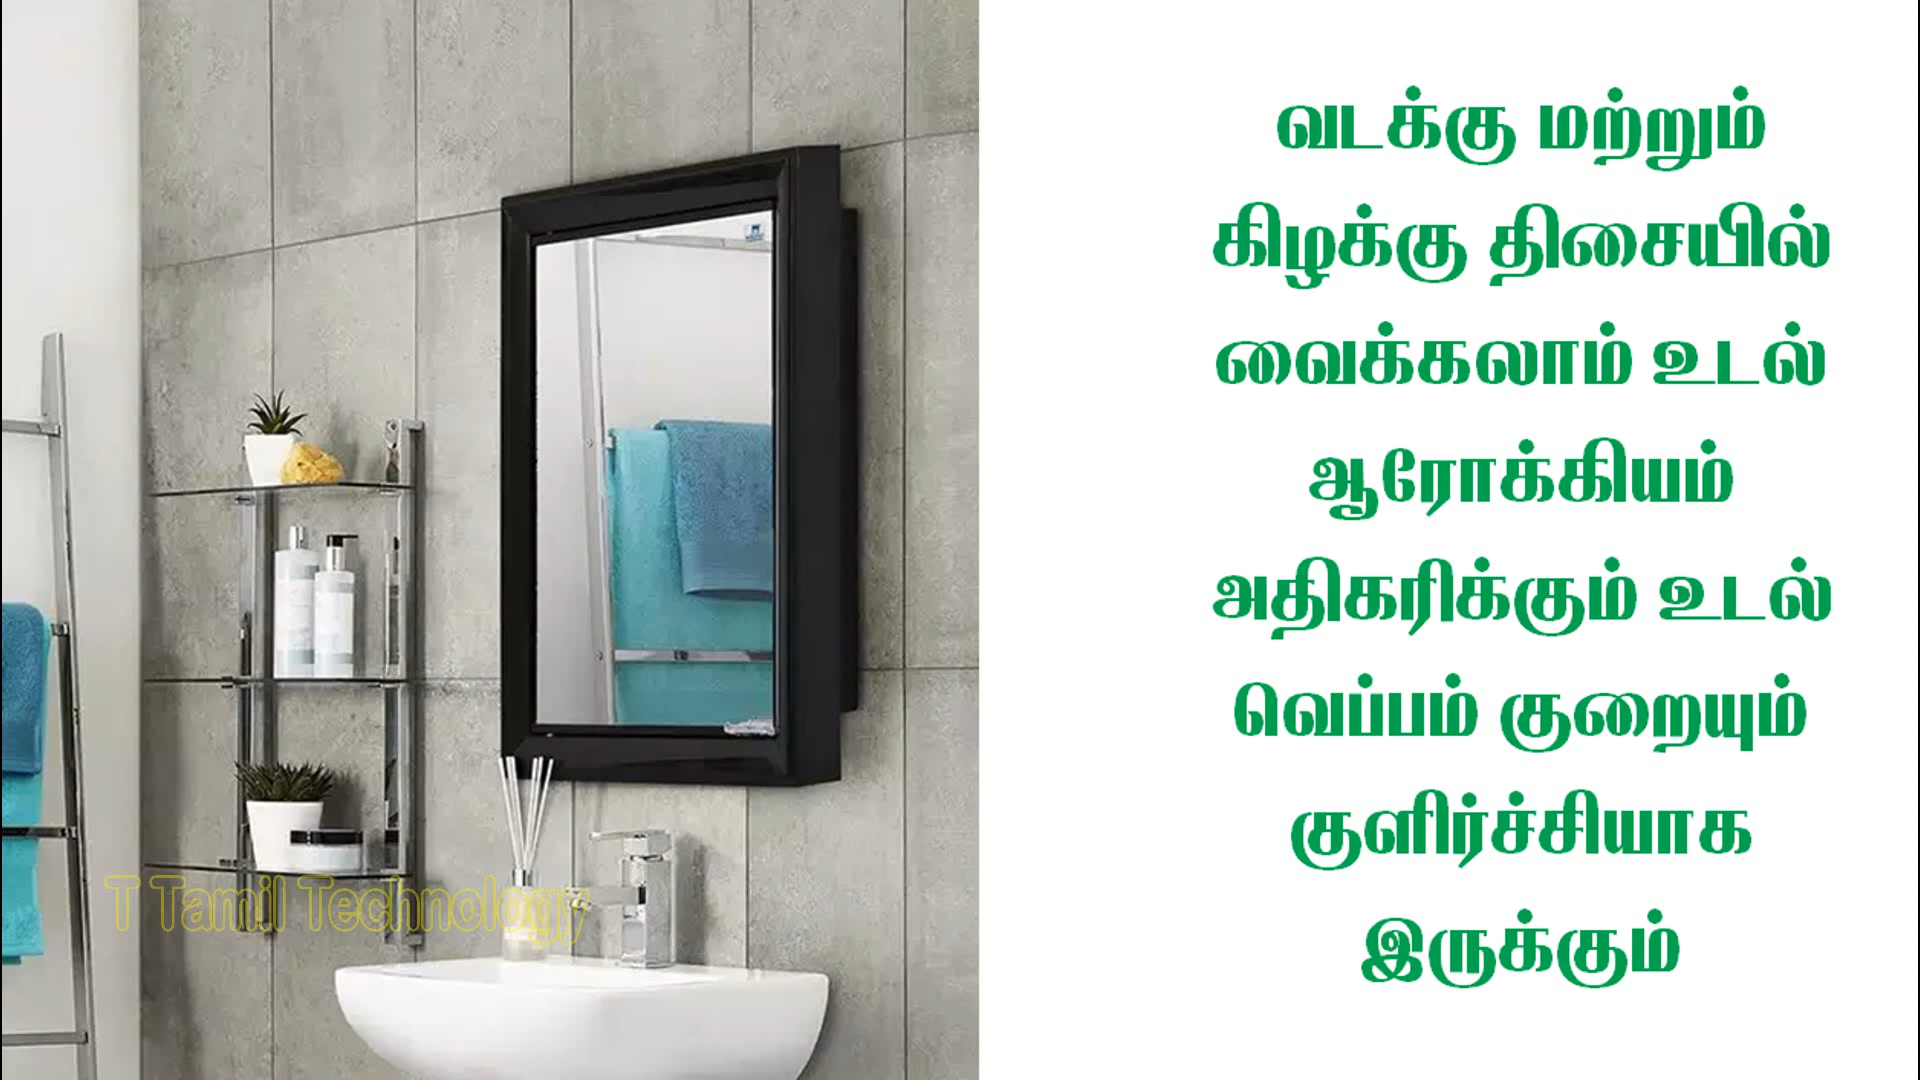 வடக்கு மற்றும்
கிழக்கு திசையில்
வைக்கலாம் உடல்
ஆரோக்கியம்
அதிகரிக்கும் உடல்
வெப்பம் குறையும்
குளிர்ச்சியாக
இருக்கும்
T Tamil Technology